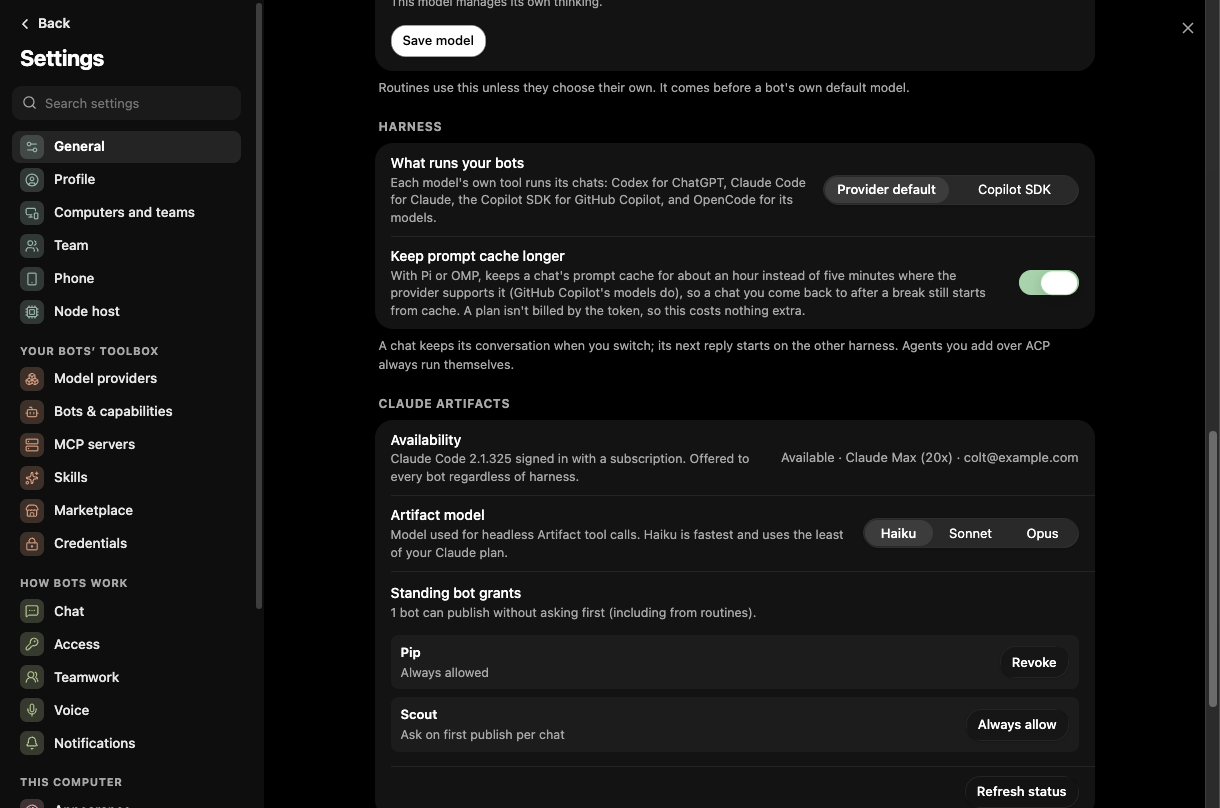 Back
Settings
Search settings
General
Profile
Computers and teams
Team
Phone
Node host
YOUR BOTS’ TOOLBOX
Model providers
Bots & capabilities
MCP servers
Skills
Marketplace
Credentials
HOW BOTS WORK
Chat
Access
Teamwork
Voice
Notifications
THIS COMPUTER
Appearance
This model manages its own thinking.
Save model
Routines use this unless they choose their own. It comes before a bot's own default model.
HARNESS
What runs your bots
Each model's own tool runs its chats: Codex for ChatGPT, Claude Code
for Claude, the Copilot SDK for GitHub Copilot, and OpenCode for its
models.
Provider default
Copilot SDK
Keep prompt cache longer
With Pi or OMP, keeps a chat's prompt cache for about an hour instead of five minutes where the
provider supports it (GitHub Copilot's models do), so a chat you come back to after a break still starts
from cache. A plan isn't billed by the token, so this costs nothing extra.
A chat keeps its conversation when you switch; its next reply starts on the other harness. Agents you add over ACP
always run themselves.
CLAUDE ARTIFACTS
Availability
Claude Code 2.1.325 signed in with a subscription. Offered to
every bot regardless of harness.
Available · Claude Max (20x) · colt@example.com
Artifact model
Model used for headless Artifact tool calls. Haiku is fastest and uses the least
of your Claude plan.
Haiku
Sonnet
Opus
Standing bot grants
1 bot can publish without asking first (including from routines).
Pip
Always allowed
Revoke
Scout
Ask on first publish per chat
Always allow
Refresh status